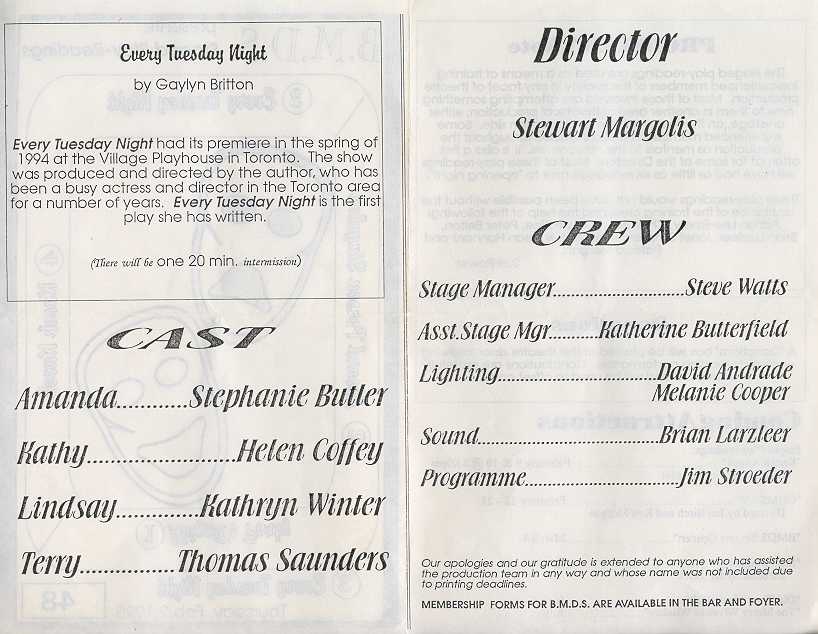 Every Tuesday Night
by Gaylyn Britton
Every Tuesday Night had its premiere in the spring of
1994 at the Village Playhouse in Toronto. The show
was produced and directed by the author, who has
been a busy actress and director in the Toronto area
for a number of years. Every Tuesday Night is the first
play she has written.
(There will be one 20 min. intermission)
CAST
Amanda............Stephanie Butler
Kathy.........................Helen Coffey
Lindsay..............Kathryn Winter
Terry.................Thomas Saunders
Director
Stewart Margolis
CREW
Stage Manager.............................Steve Watts
Asst.Stage Mgr..........Katherine Butterfield
Lighting...................................David Andrade
Melanie Cooper
Sound........................................Brian Larzleer
Programme...................................Jim Stroeder
Our apologies and our gratitude is extended to anyone who has assisted
the production team in any way and whose name was not included due
to printing deadlines.
MEMBERSHIP FORMS FOR B.M.D.S. ARE AVAILABLE IN THE BAR AND FOYER.